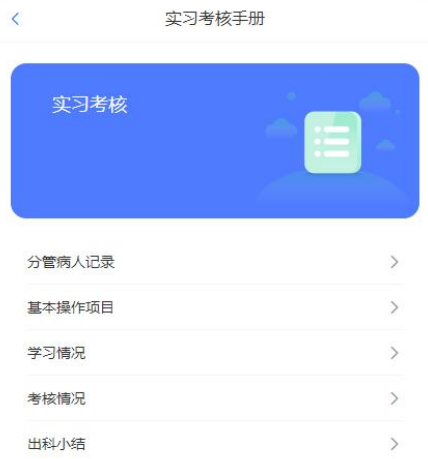 实习考核手册
实习考核
分管病人记录
基本操作项目
学习情况
考核情况
出科小结